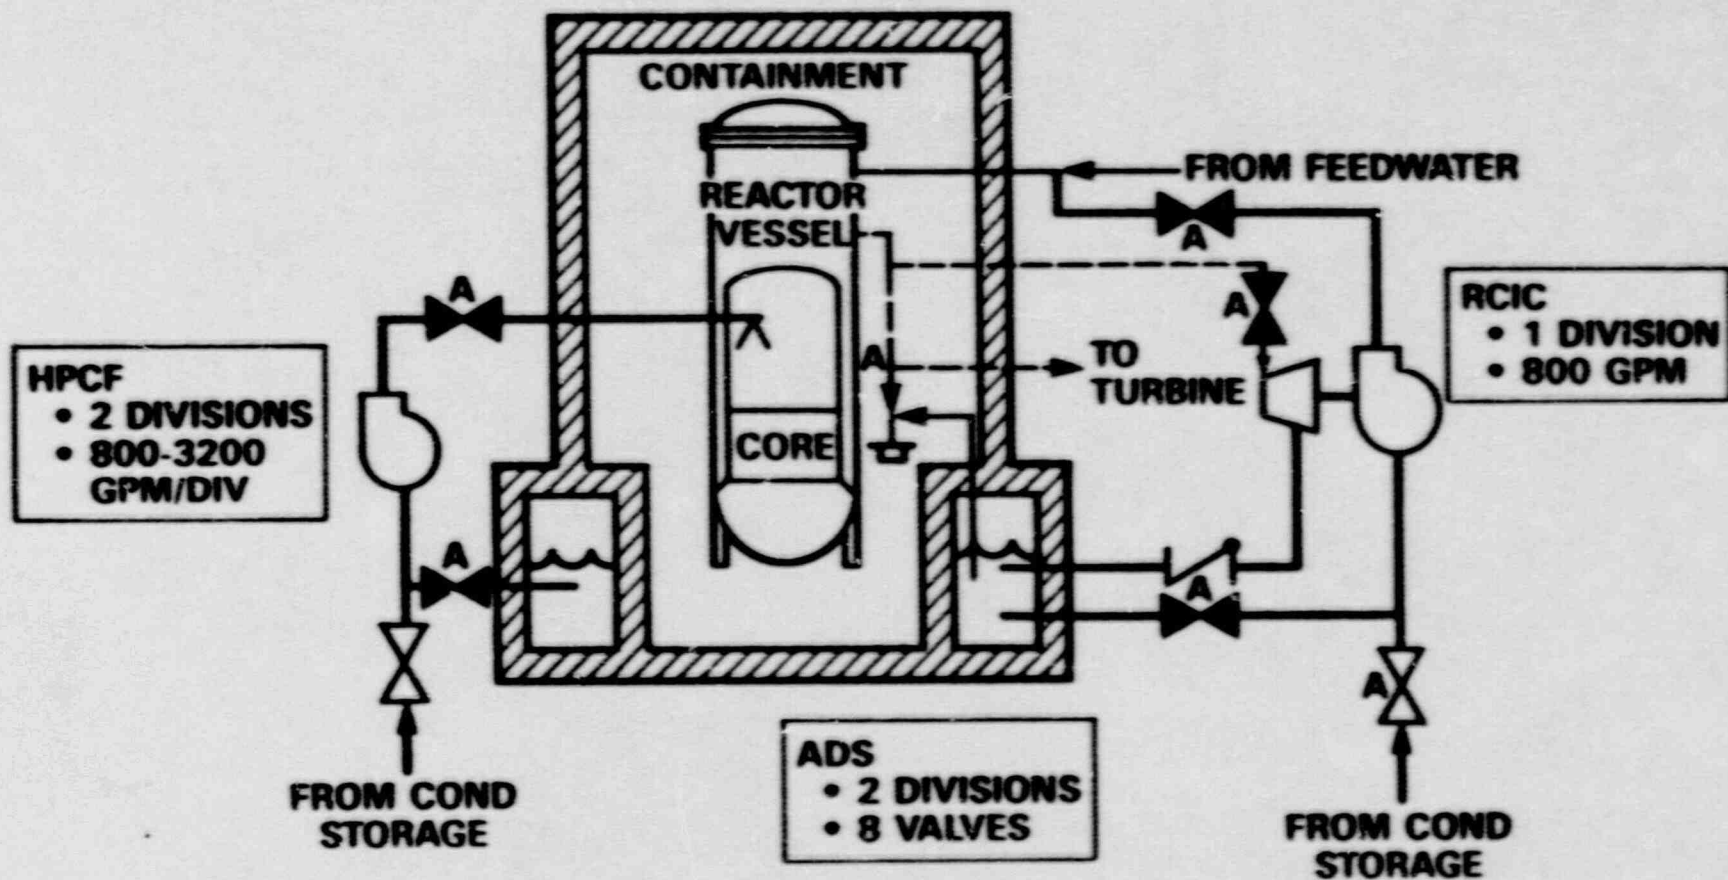 CONTAINMENT
REACTOR
VESSEL
CORE
FROM FEEDWATER
A
A
A
TO
TURBINE
RCIC
• 1 DIVISION
• 800 GPM
A
HPCF
• 2 DIVISIONS
• 800-3200
GPM/DIV
A
A
A
FROM COND
STORAGE
ADS
• 2 DIVISIONS
• 8 VALVES
A
FROM COND
STORAGE